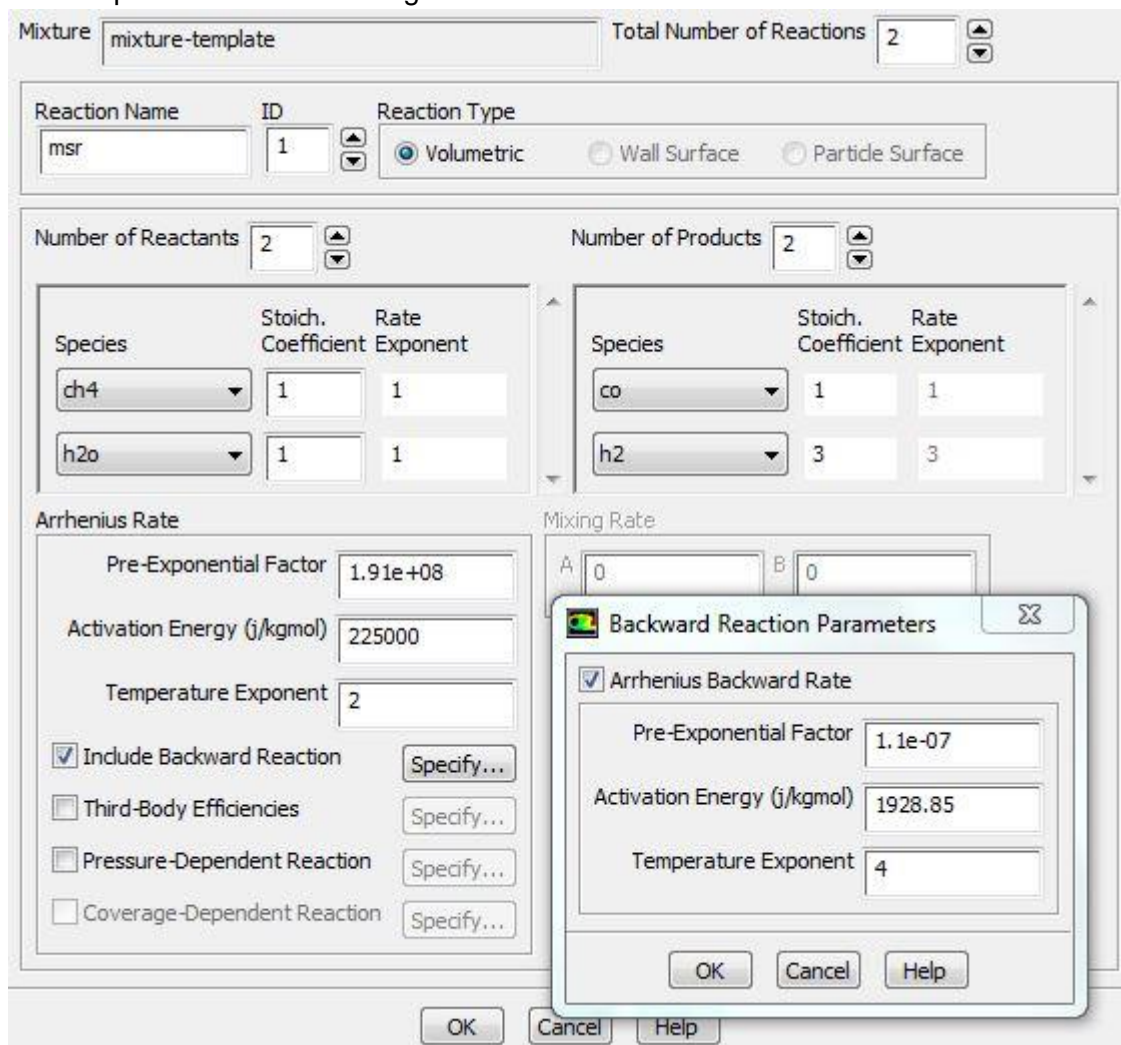 Mixture mixture-template Total Number of Reactions 2
Reaction Name ID Reaction Type
msr 1 Volumetric Wall Surface Particle Surface
Number of Reactants 2 Number of Products 2
Stoich. Rate Stoich. Rate
Species Coefficient Exponent Species Coefficient Exponent
ch4 1 1 co 1 1
h2o 1 1 h2 3 3
Arrhenius Rate Mixing Rate
Pre-Exponential Factor 1.91e+08 A 0 B 0
Activation Energy (j/kgmol) 225000
Temperature Exponent 2
Include Backward Reaction Specify...
Third-Body Efficiencies Specify...
Pressure-Dependent Reaction Specify...
Coverage-Dependent Reaction Specify...
Backward Reaction Parameters
Arrhenius Backward Rate
Pre-Exponential Factor 1.1e-07
Activation Energy (j/kgmol) 1928.85
Temperature Exponent 4
OK Cancel Help
OK Cancel Help